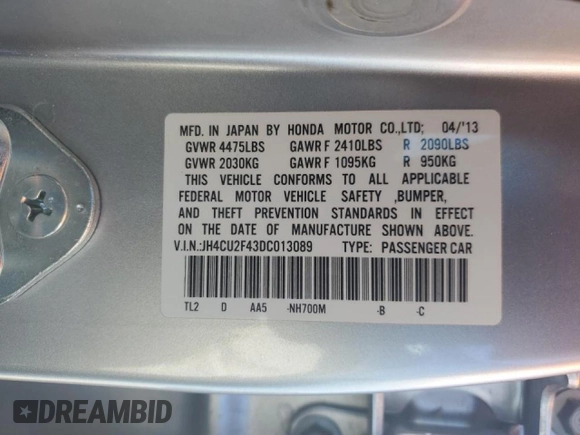 MFD. IN JAPAN BY HONDA MOTOR CO.,LTD; 04/'13
GVWR 4475LBS GAWR F 2410LBS R 2090LBS
GVWR 2030KG GAWR F 1095KG R 950KG
THIS VEHICLE CONFORMS TO ALL APPLICABLE
FEDERAL MOTOR VEHICLE SAFETY ,BUMPER,
AND THEFT PREVENTION STANDARDS IN EFFECT
ON THE DATE OF MANUFACTURE SHOWN ABOVE.
V.I.N.:JH4CU2F43DC013089 TYPE: PASSENGER CAR
TL2 D AA5 -NH700M -B -C
DREAMBID